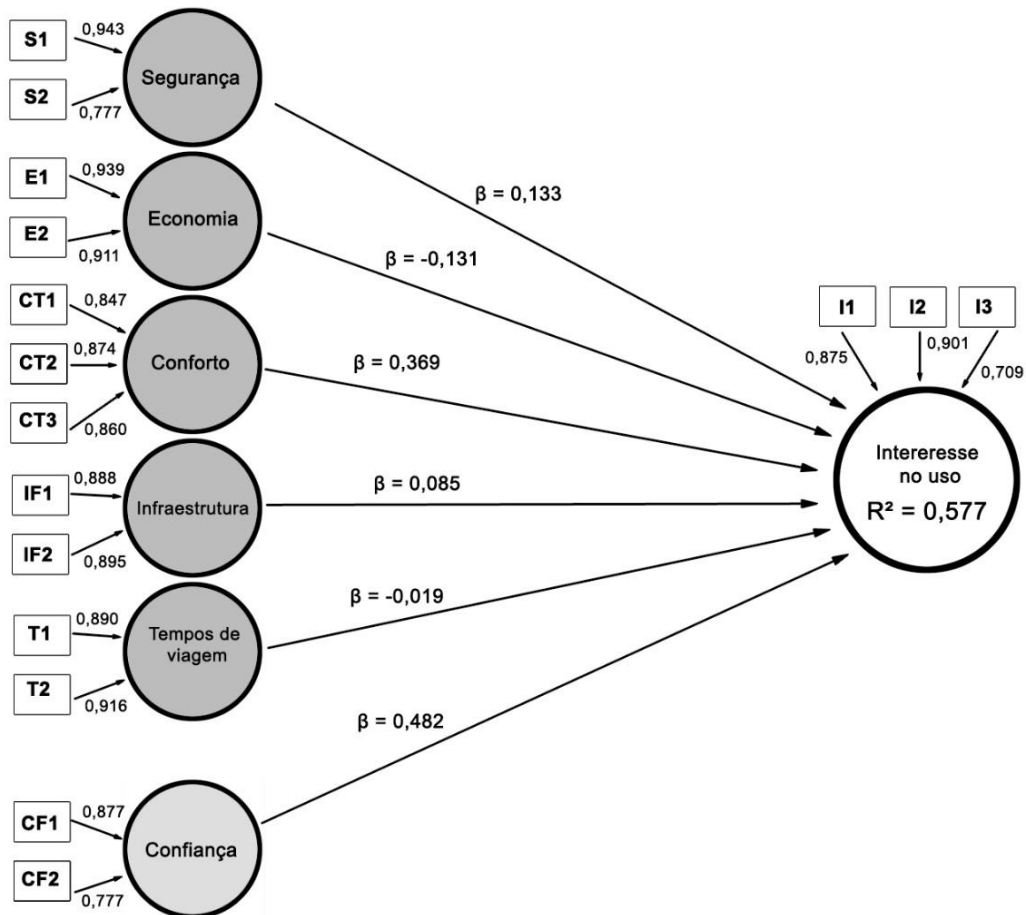 S1
0,943
S2
0,777
Segurança
E1
0,939
E2
0,911
Economia
CT1
0,847
CT2
0,874
CT3
0,860
Conforto
IF1
0,888
IF2
0,895
Infraestrutura
T1
0,890
T2
0,916
Tempos de
viagem
CF1
0,877
CF2
0,777
Confiança
β = 0,133
β = -0,131
β = 0,369
β = 0,085
β = -0,019
β = 0,482
I1
I2
I3
0,875
0,901
0,709
Intereresse
no uso
R² = 0,577